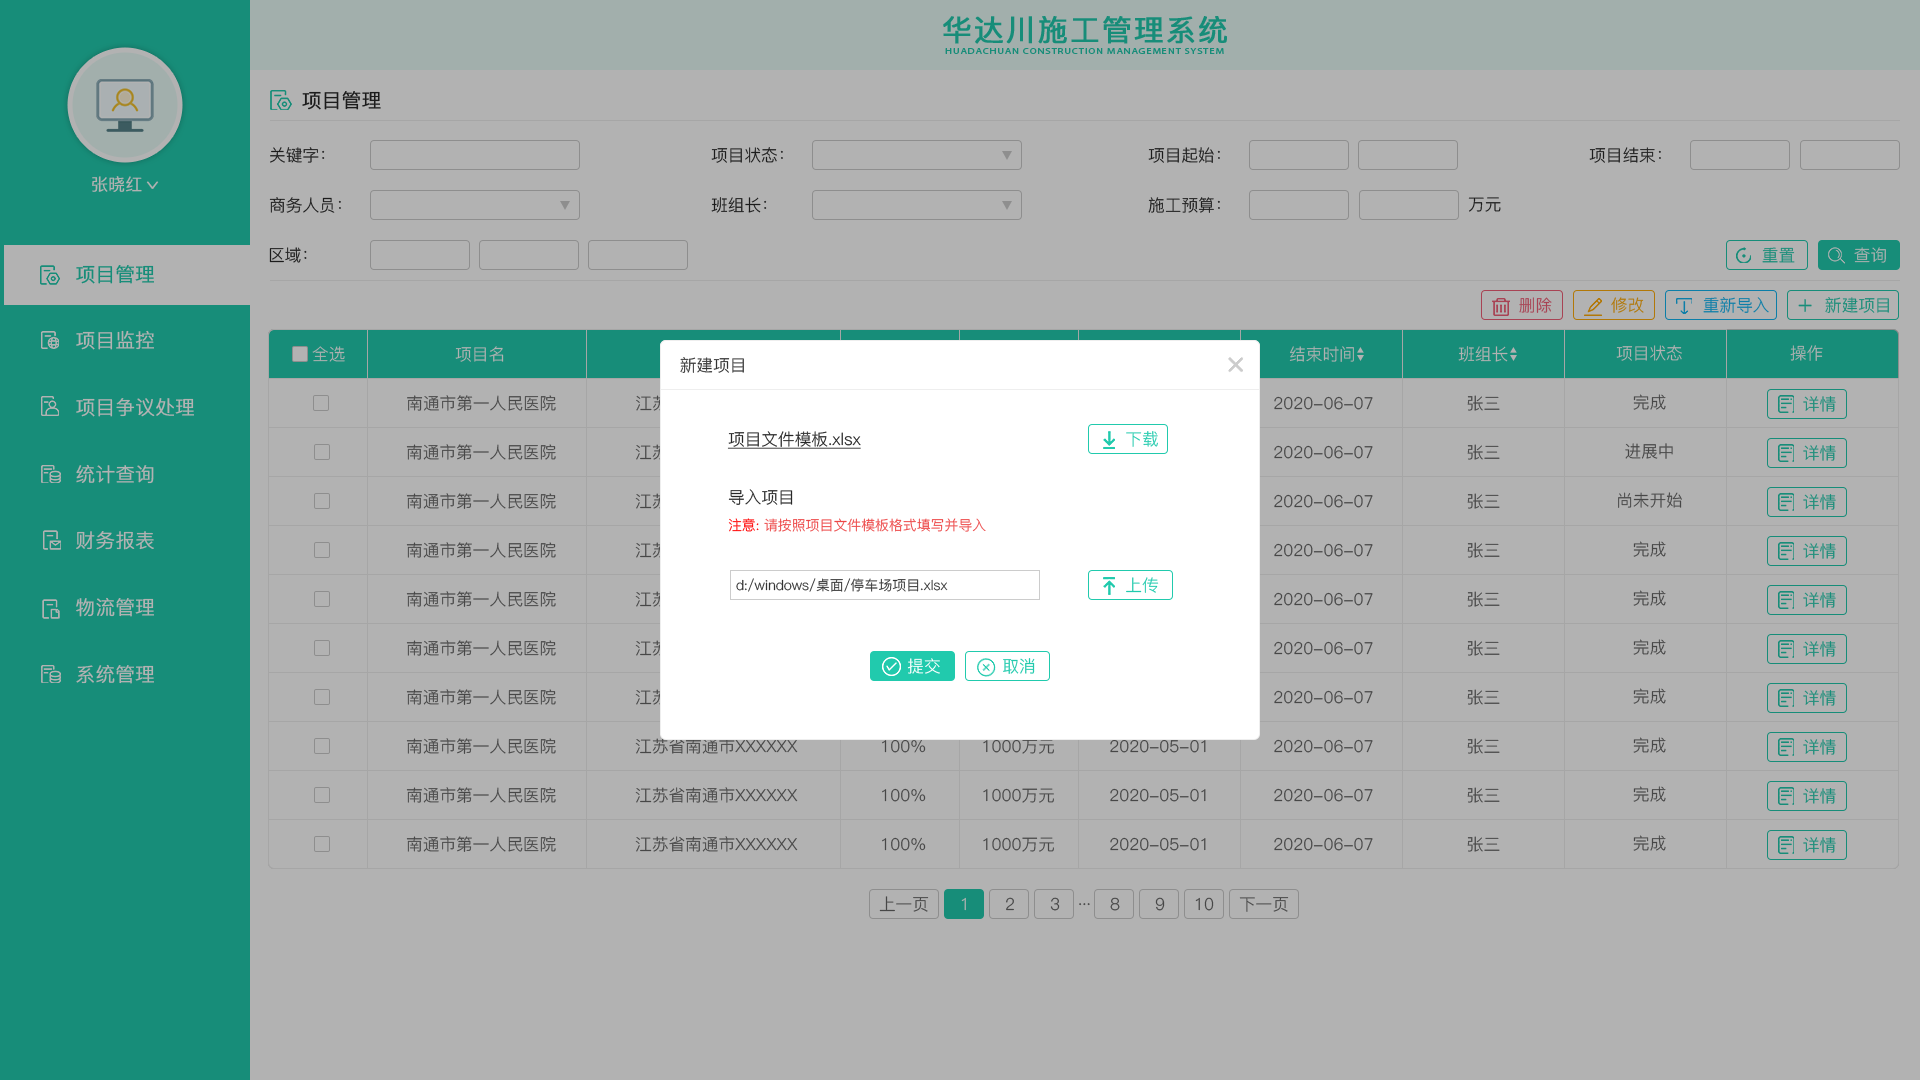 华达川施工管理系统
HUADACHUAN CONSTRUCTION MANAGEMENT SYSTEM
张晓红
项目管理
项目监控
项目争议处理
统计查询
财务报表
物流管理
系统管理
项目管理
关键字: 项目状态: 项目起始: 项目结束:
商务人员: 班组长: 施工预算: 万元
区域: 重置 查询
删除 修改 重新导入 新建项目
全选 项目名 结束时间 班组长 项目状态 操作
南通市第一人民医院 江苏 2020-06-07 张三 完成 详情
南通市第一人民医院 江苏 2020-06-07 张三 进展中 详情
南通市第一人民医院 江苏 2020-06-07 张三 尚未开始 详情
南通市第一人民医院 江苏 2020-06-07 张三 完成 详情
南通市第一人民医院 江苏 2020-06-07 张三 完成 详情
南通市第一人民医院 江苏 2020-06-07 张三 完成 详情
南通市第一人民医院 江苏 2020-06-07 张三 完成 详情
南通市第一人民医院 江苏省南通市XXXXXX 100% 1000万元 2020-05-01 2020-06-07 张三 完成 详情
南通市第一人民医院 江苏省南通市XXXXXX 100% 1000万元 2020-05-01 2020-06-07 张三 完成 详情
南通市第一人民医院 江苏省南通市XXXXXX 100% 1000万元 2020-05-01 2020-06-07 张三 完成 详情
上一页 1 2 3 ... 8 9 10 下一页
新建项目
项目文件模板.xlsx 下载
导入项目
注意: 请按照项目文件模板格式填写并导入
d:/windows/桌面/停车场项目.xlsx 上传
提交 取消